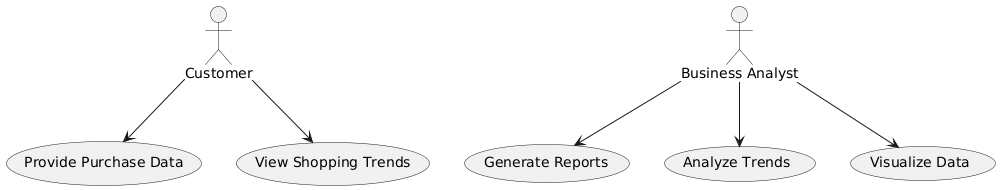 Customer
Business Analyst
Provide Purchase Data
View Shopping Trends
Generate Reports
Analyze Trends
Visualize Data